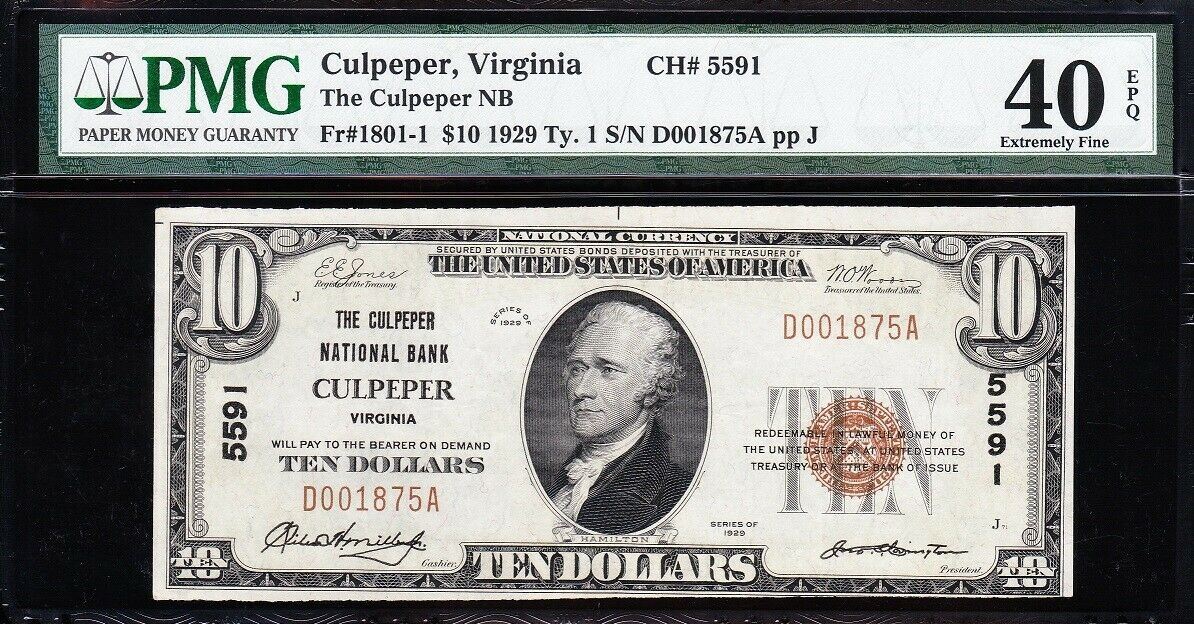 PMG
PAPER MONEY GUARANTY
Culpeper, Virginia CH# 5591
The Culpeper NB
Fr#1801-1 $10 1929 Ty. 1 S/N D001875A pp J
40 EPQ
Extremely Fine
NATIONAL CURRENCY
SECURED BY UNITED STATES BONDS DEPOSITED WITH THE TREASURER OF
THE UNITED STATES OF AMERICA
10
10
E.E. Jones
Register of the Treasury.
W.O. Woods
Treasurer of the United States.
J
SERIES OF
1929
THE CULPEPER
NATIONAL BANK
CULPEPER
VIRGINIA
WILL PAY TO THE BEARER ON DEMAND
TEN DOLLARS
D001875A
5591
D001875A
5591
TEN
REDEEMABLE IN LAWFUL MONEY OF
THE UNITED STATES AT UNITED STATES
TREASURY OR AT THE BANK OF ISSUE
SERIES OF
1929
J71
HAMILTON
Cashier.
President.
10
TEN
TEN DOLLARS
10
TEN